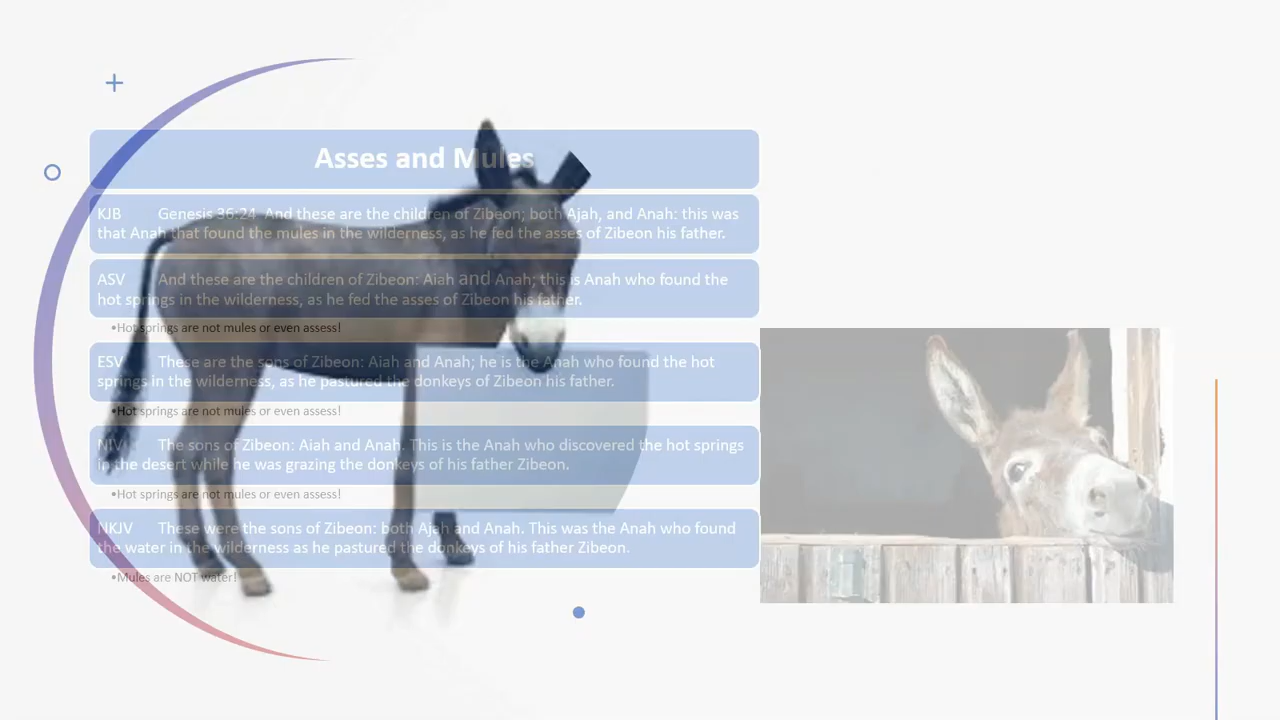 Asses and Mules
KJB Genesis 36:24 And these are the children of Zibeon; both Ajah, and Anah: this was
that Anah that found the mules in the wilderness, as he fed the asses of Zibeon his father.
ASV And these are the children of Zibeon: Aiah and Anah; this is Anah who found the
hot springs in the wilderness, as he fed the asses of Zibeon his father.
•Hot springs are not mules or even assess!
ESV These are the sons of Zibeon: Aiah and Anah; he is the Anah who found the hot
springs in the wilderness, as he pastured the donkeys of Zibeon his father.
•Hot springs are not mules or even assess!
NIV The sons of Zibeon: Aiah and Anah. This is the Anah who discovered the hot springs
in the desert while he was grazing the donkeys of his father Zibeon.
•Hot springs are not mules or even assess!
NKJV These were the sons of Zibeon: both Ajah and Anah. This was the Anah who found
the water in the wilderness as he pastured the donkeys of his father Zibeon.
•Mules are NOT water!